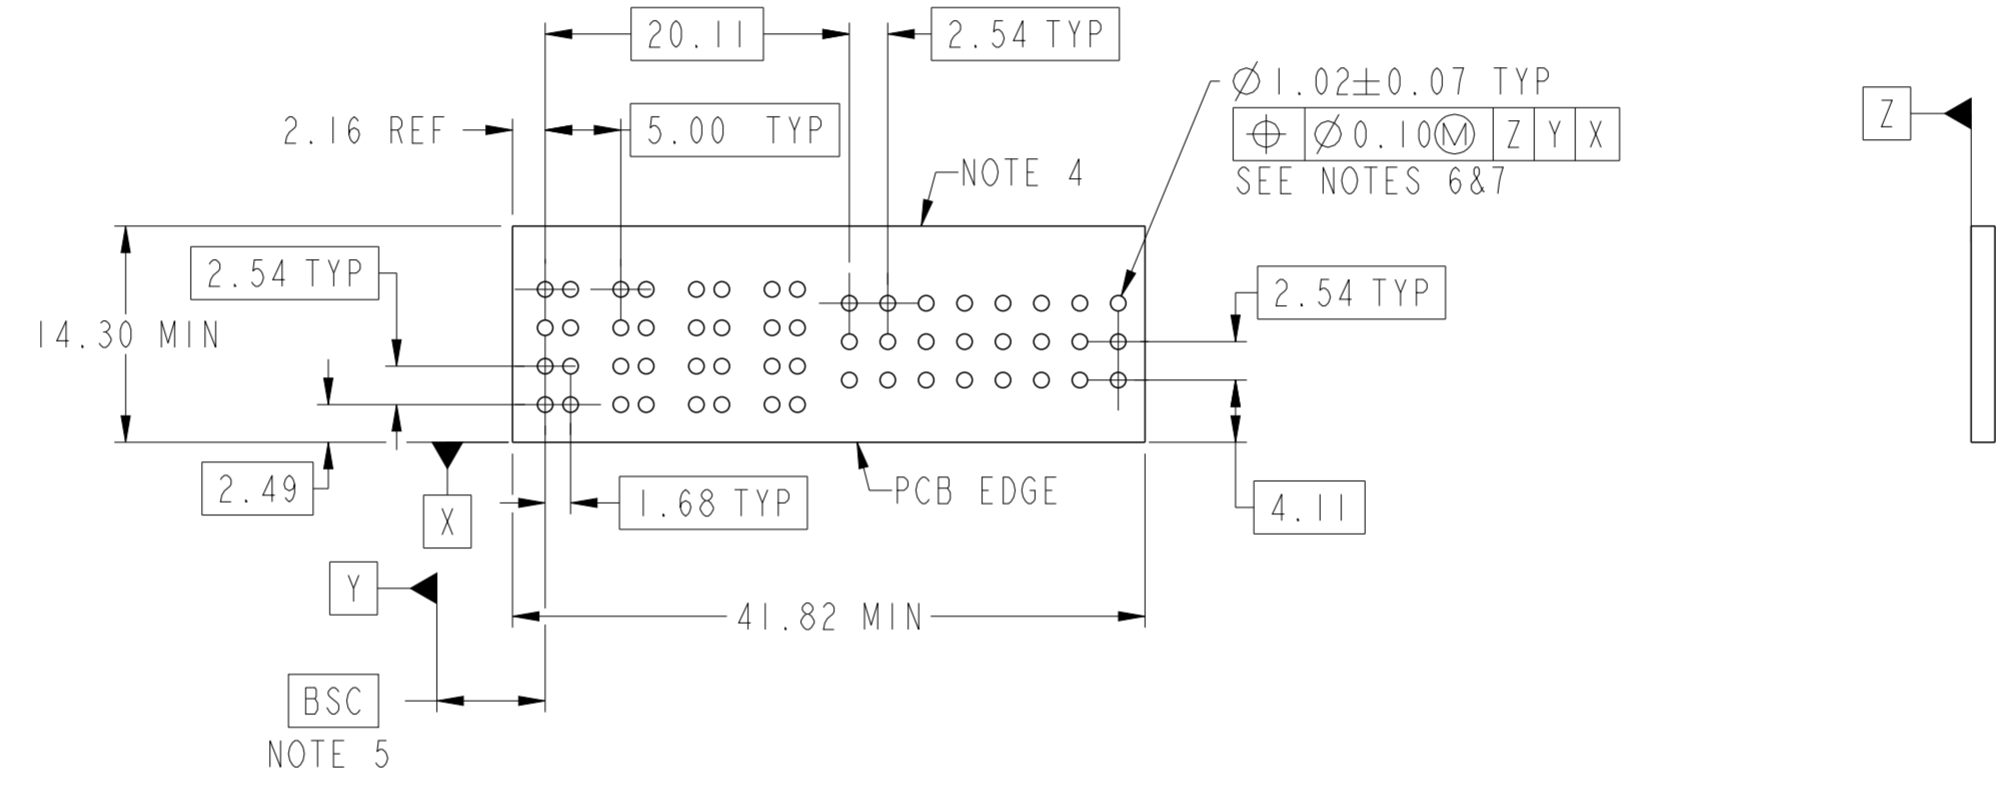 20.11
2.54 TYP
2.16 REF
5.00 TYP
∅1.02±0.07 TYP
⌖ ∅0.10Ⓜ Z Y X
SEE NOTES 6&7
Z
NOTE 4
2.54 TYP
2.54 TYP
14.30 MIN
2.49
X
1.68 TYP
PCB EDGE
4.11
Y
41.82 MIN
BSC
NOTE 5